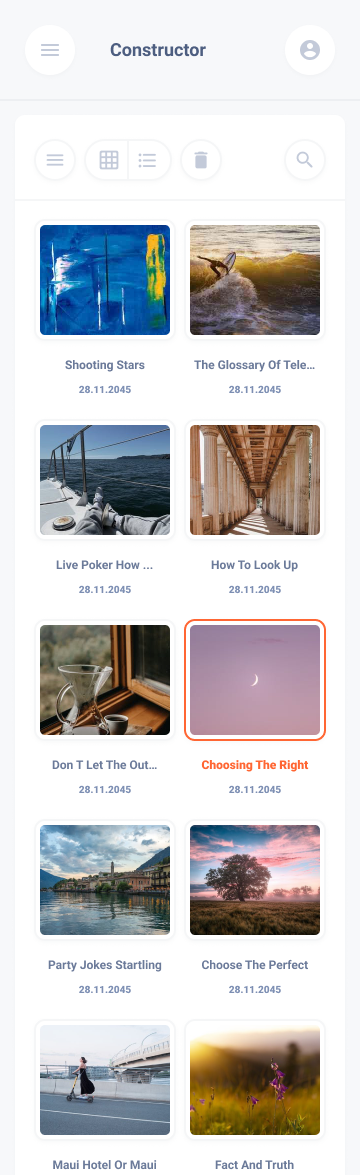 Constructor
Shooting Stars
The Glossary Of Tele...
28.11.2045
28.11.2045
Live Poker How ...
How To Look Up
28.11.2045
28.11.2045
Don T Let The Out...
Choosing The Right
28.11.2045
28.11.2045
Party Jokes Startling
Choose The Perfect
28.11.2045
28.11.2045
Maui Hotel Or Maui
Fact And Truth